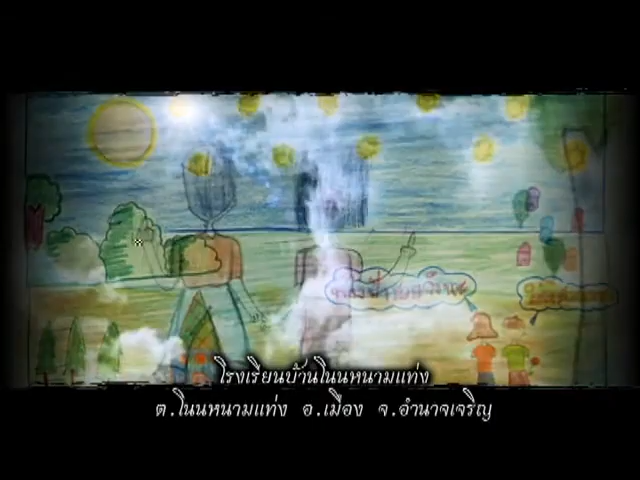 โรงเรียนบ้านโนนหนามแท่ง
ต.โนนหนามแท่ง อ.เมือง จ.อำนาจเจริญ